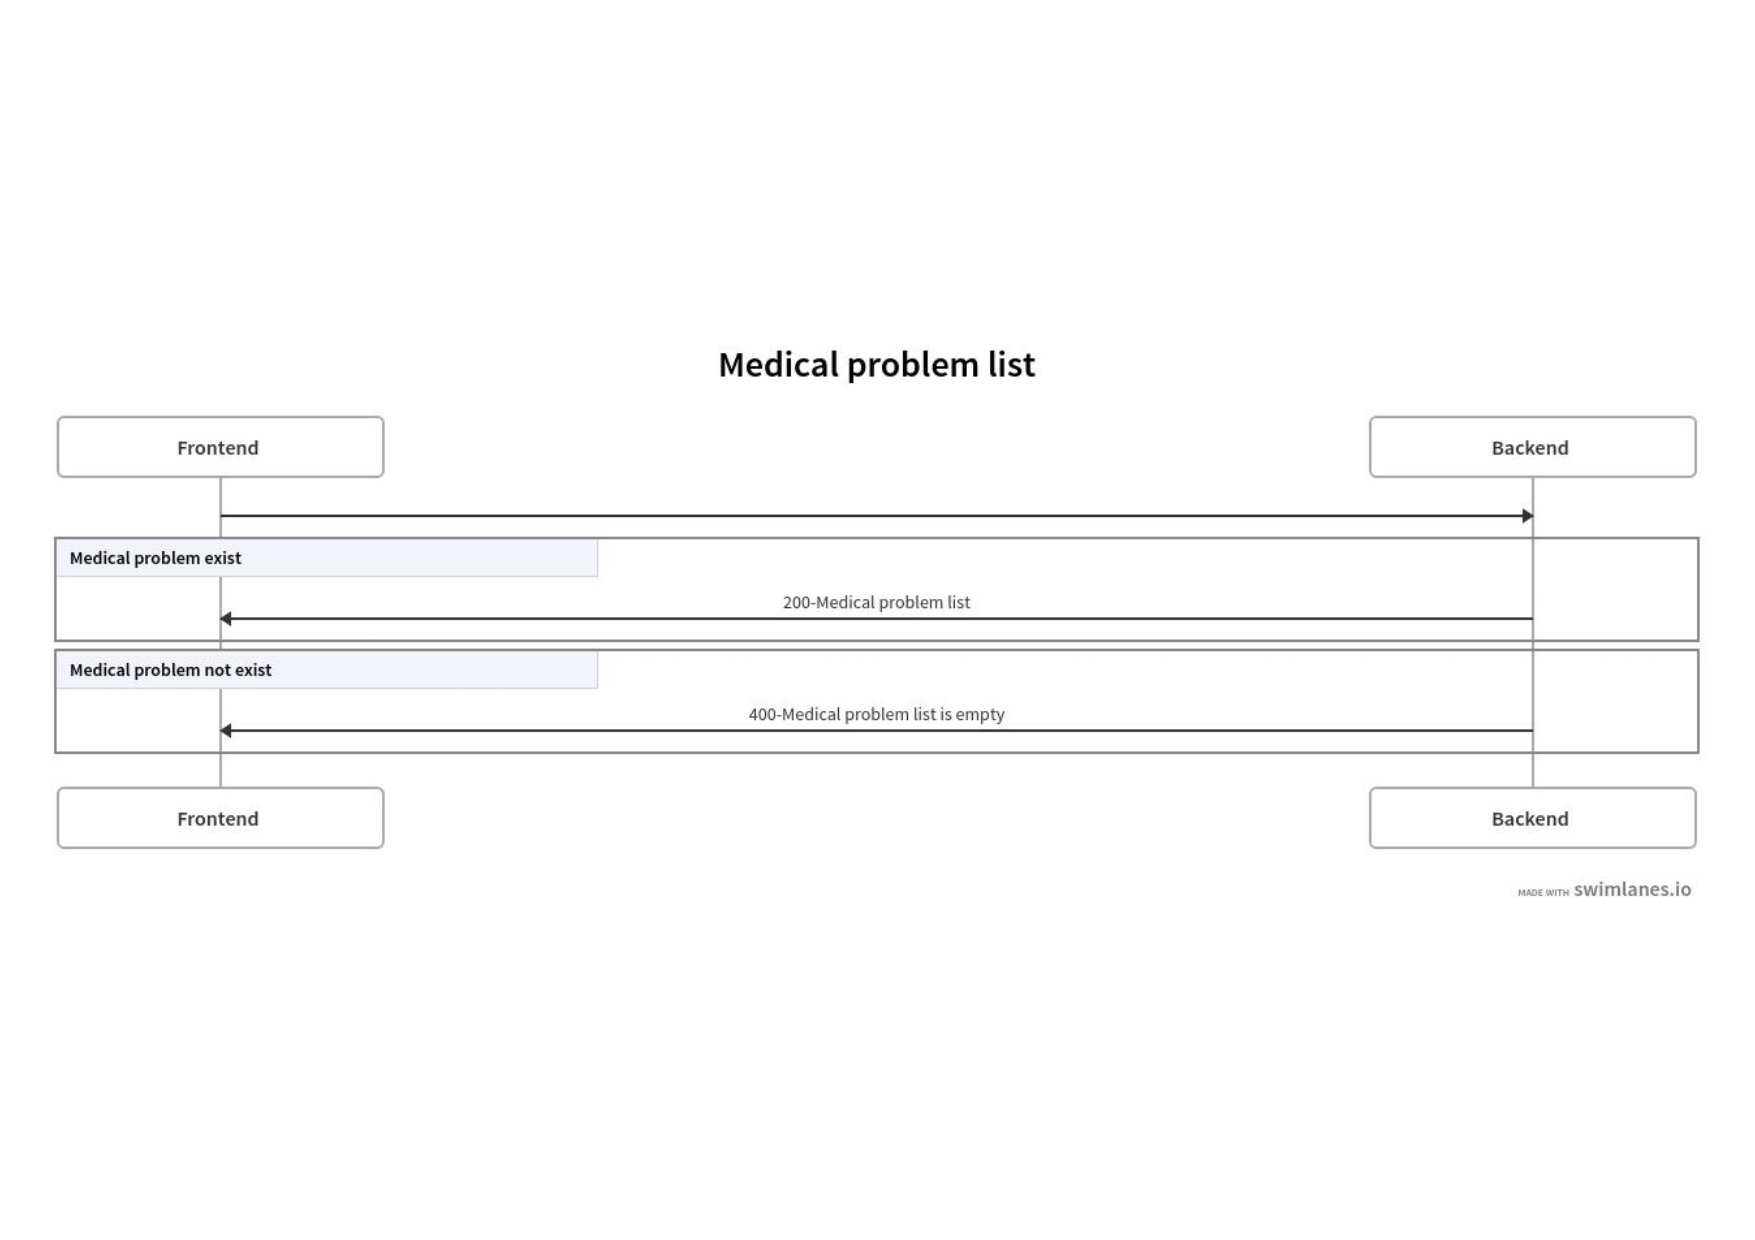 Medical problem list
Frontend
Backend
Medical problem exist
200-Medical problem list
Medical problem not exist
400-Medical problem list is empty
Frontend
Backend
MADE WITH swimlanes.io